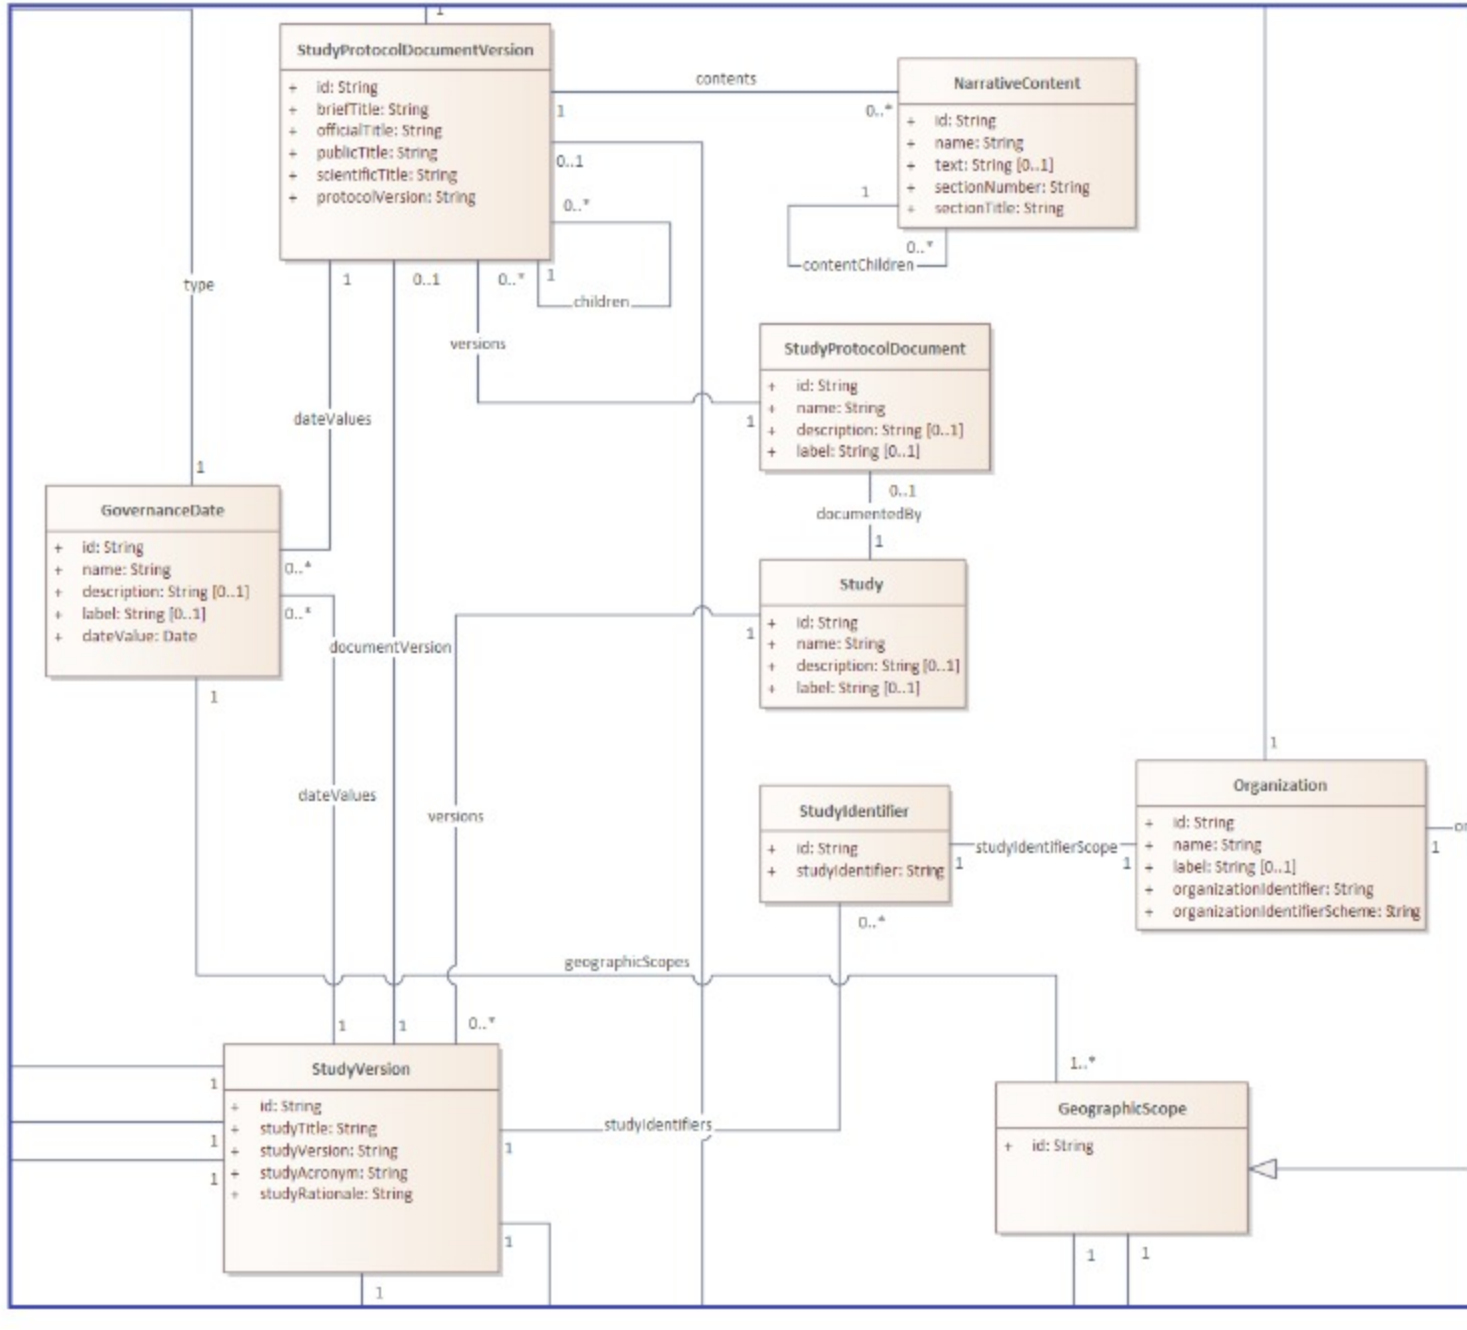 1
StudyProtocolDocumentVersion
+ id: String
+ briefTitle: String
+ officialTitle: String
+ publicTitle: String
+ scientificTitle: String
+ protocolVersion: String
contents
1
0..*
0..1
0..*
1
children
NarrativeContent
+ id: String
+ name: String
+ text: String [0..1]
+ sectionNumber: String
+ sectionTitle: String
1
0..*
contentChildren
type
1
1
0..1
0..*
versions
dateValues
StudyProtocolDocument
+ id: String
+ name: String
+ description: String [0..1]
+ label: String [0..1]
1
0..1
documentedBy
1
GovernanceDate
+ id: String
+ name: String
+ description: String [0..1]
+ label: String [0..1]
+ dateValue: Date
0..*
0..*
1
documentVersion
Study
+ id: String
+ name: String
+ description: String [0..1]
+ label: String [0..1]
1
dateValues
versions
StudyIdentifier
+ id: String
+ studyIdentifier: String
1
studyIdentifierScope
1
0..*
1
Organization
+ id: String
+ name: String
+ label: String [0..1]
+ organizationIdentifier: String
+ organizationIdentifierScheme: String
or
1
geographicScopes
1
1
0..*
1..*
StudyVersion
+ id: String
+ studyTitle: String
+ studyVersion: String
+ studyAcronym: String
+ studyRationale: String
1
1
1
studyIdentifiers
1
1
1
GeographicScope
+ id: String
1
1